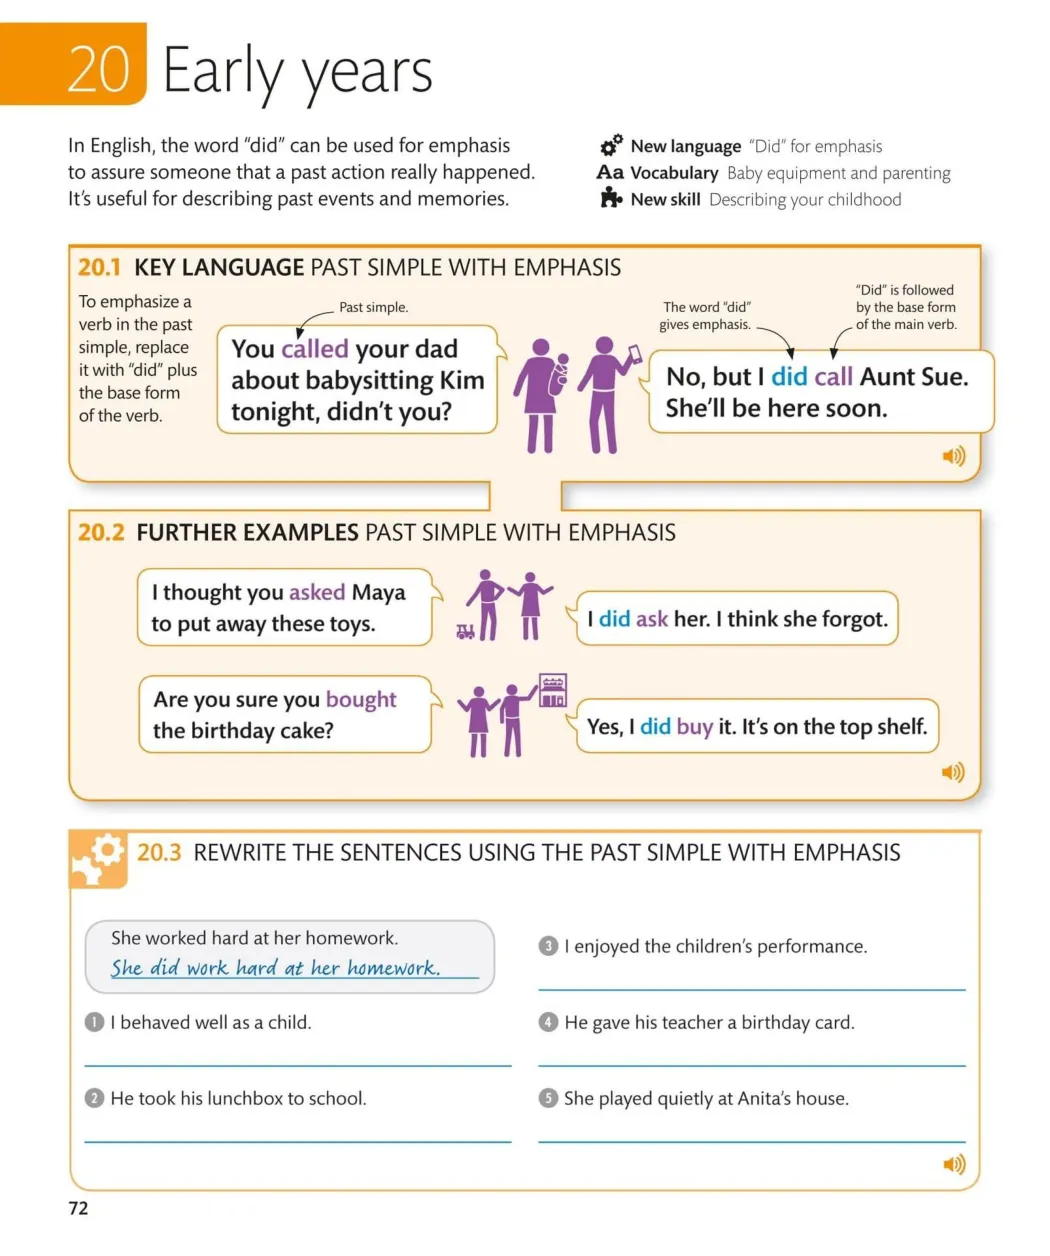 20 Early years
In English, the word “did” can be used for emphasis
to assure someone that a past action really happened.
It’s useful for describing past events and memories.
New language “Did” for emphasis
Aa Vocabulary Baby equipment and parenting
New skill Describing your childhood
20.1 KEY LANGUAGE PAST SIMPLE WITH EMPHASIS
To emphasize a
verb in the past
simple, replace
it with “did” plus
the base form
of the verb.
Past simple.
You called your dad
about babysitting Kim
tonight, didn’t you?
The word “did”
gives emphasis.
“Did” is followed
by the base form
of the main verb.
No, but I did call Aunt Sue.
She’ll be here soon.
20.2 FURTHER EXAMPLES PAST SIMPLE WITH EMPHASIS
I thought you asked Maya
to put away these toys.
I did ask her. I think she forgot.
Are you sure you bought
the birthday cake?
Yes, I did buy it. It’s on the top shelf.
20.3 REWRITE THE SENTENCES USING THE PAST SIMPLE WITH EMPHASIS
She worked hard at her homework.
She did work hard at her homework.
1 I behaved well as a child.
2 He took his lunchbox to school.
3 I enjoyed the children’s performance.
4 He gave his teacher a birthday card.
5 She played quietly at Anita’s house.
72